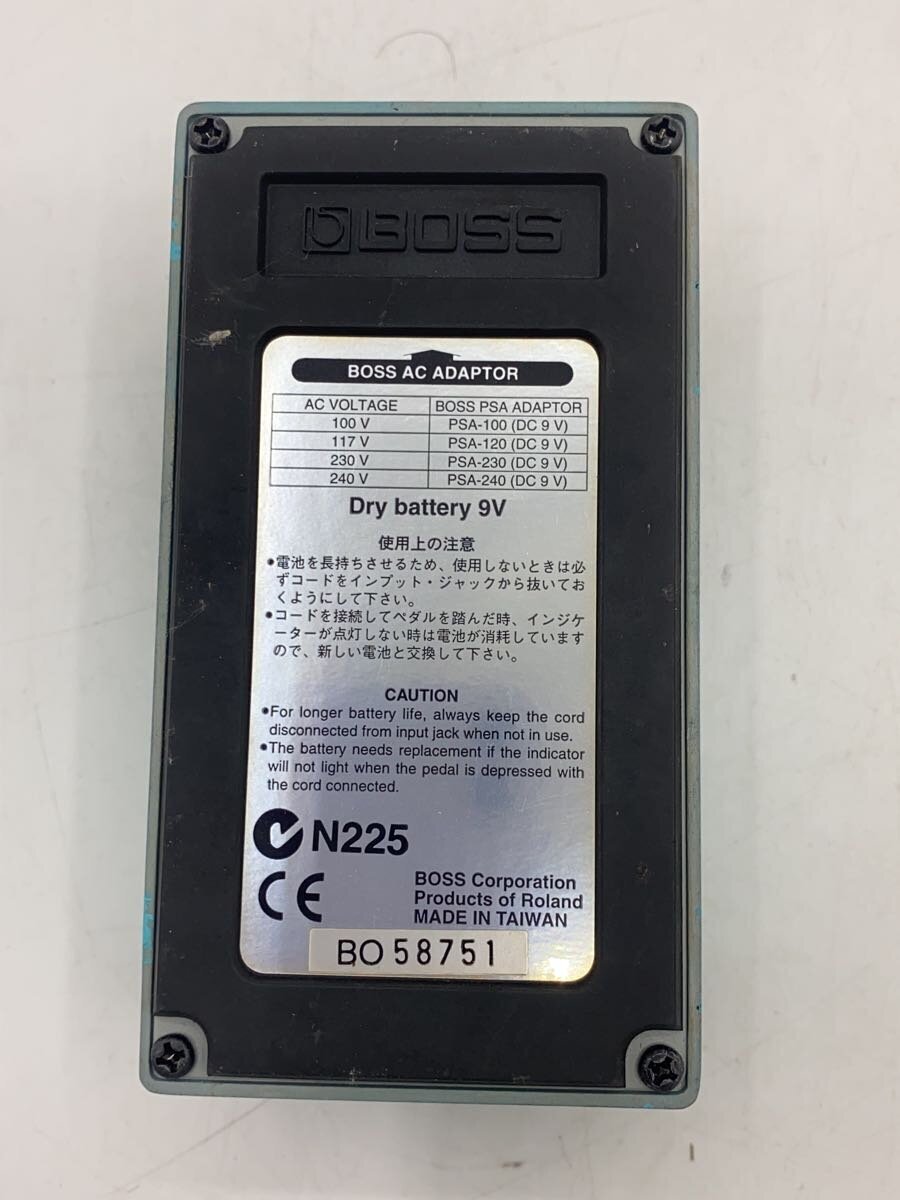 BOSS
BOSS AC ADAPTOR
AC VOLTAGE BOSS PSA ADAPTOR
100 V PSA-100 (DC 9 V)
117 V PSA-120 (DC 9 V)
230 V PSA-230 (DC 9 V)
240 V PSA-240 (DC 9 V)
Dry battery 9V
使用上の注意
●電池を長持ちさせるため、使用しないときは必
ずコードをインプット・ジャックから抜いてお
くようにして下さい。
●コードを接続してペダルを踏んだ時、インジケ
ーターが点灯しない時は電池が消耗しています
ので、新しい電池と交換して下さい。
CAUTION
●For longer battery life, always keep the cord
disconnected from input jack when not in use.
●The battery needs replacement if the indicator
will not light when the pedal is depressed with
the cord connected.
N225
CE
BOSS Corporation
Products of Roland
MADE IN TAIWAN
BO 58751